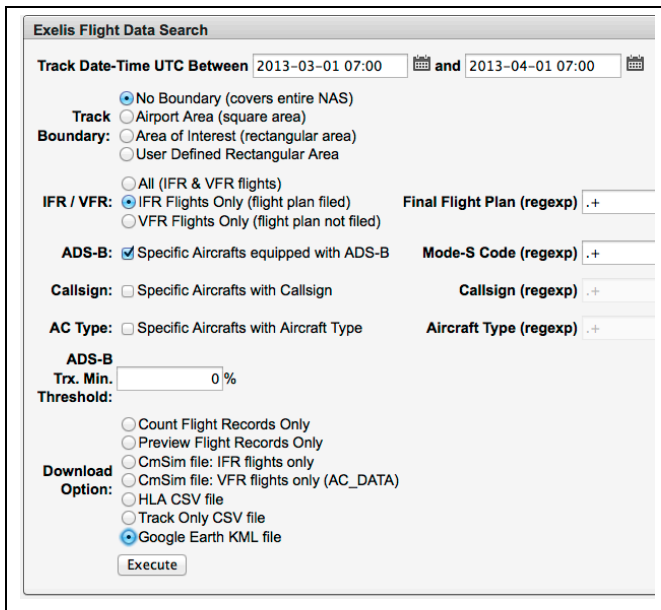 Exelis Flight Data Search
Track Date-Time UTC Between 2013-03-01 07:00 and 2013-04-01 07:00
Track Boundary:
No Boundary (covers entire NAS)
Airport Area (square area)
Area of Interest (rectangular area)
User Defined Rectangular Area
IFR / VFR:
All (IFR & VFR flights)
IFR Flights Only (flight plan filed)
VFR Flights Only (flight plan not filed)
Final Flight Plan (regexp) .+
ADS-B: Specific Aircrafts equipped with ADS-B Mode-S Code (regexp) .+
Callsign: Specific Aircrafts with Callsign Callsign (regexp) .+
AC Type: Specific Aircrafts with Aircraft Type Aircraft Type (regexp) .+
ADS-B
Trx. Min. 0 %
Threshold:
Download Option:
Count Flight Records Only
Preview Flight Records Only
CmSim file: IFR flights only
CmSim file: VFR flights only (AC_DATA)
HLA CSV file
Track Only CSV file
Google Earth KML file
Execute